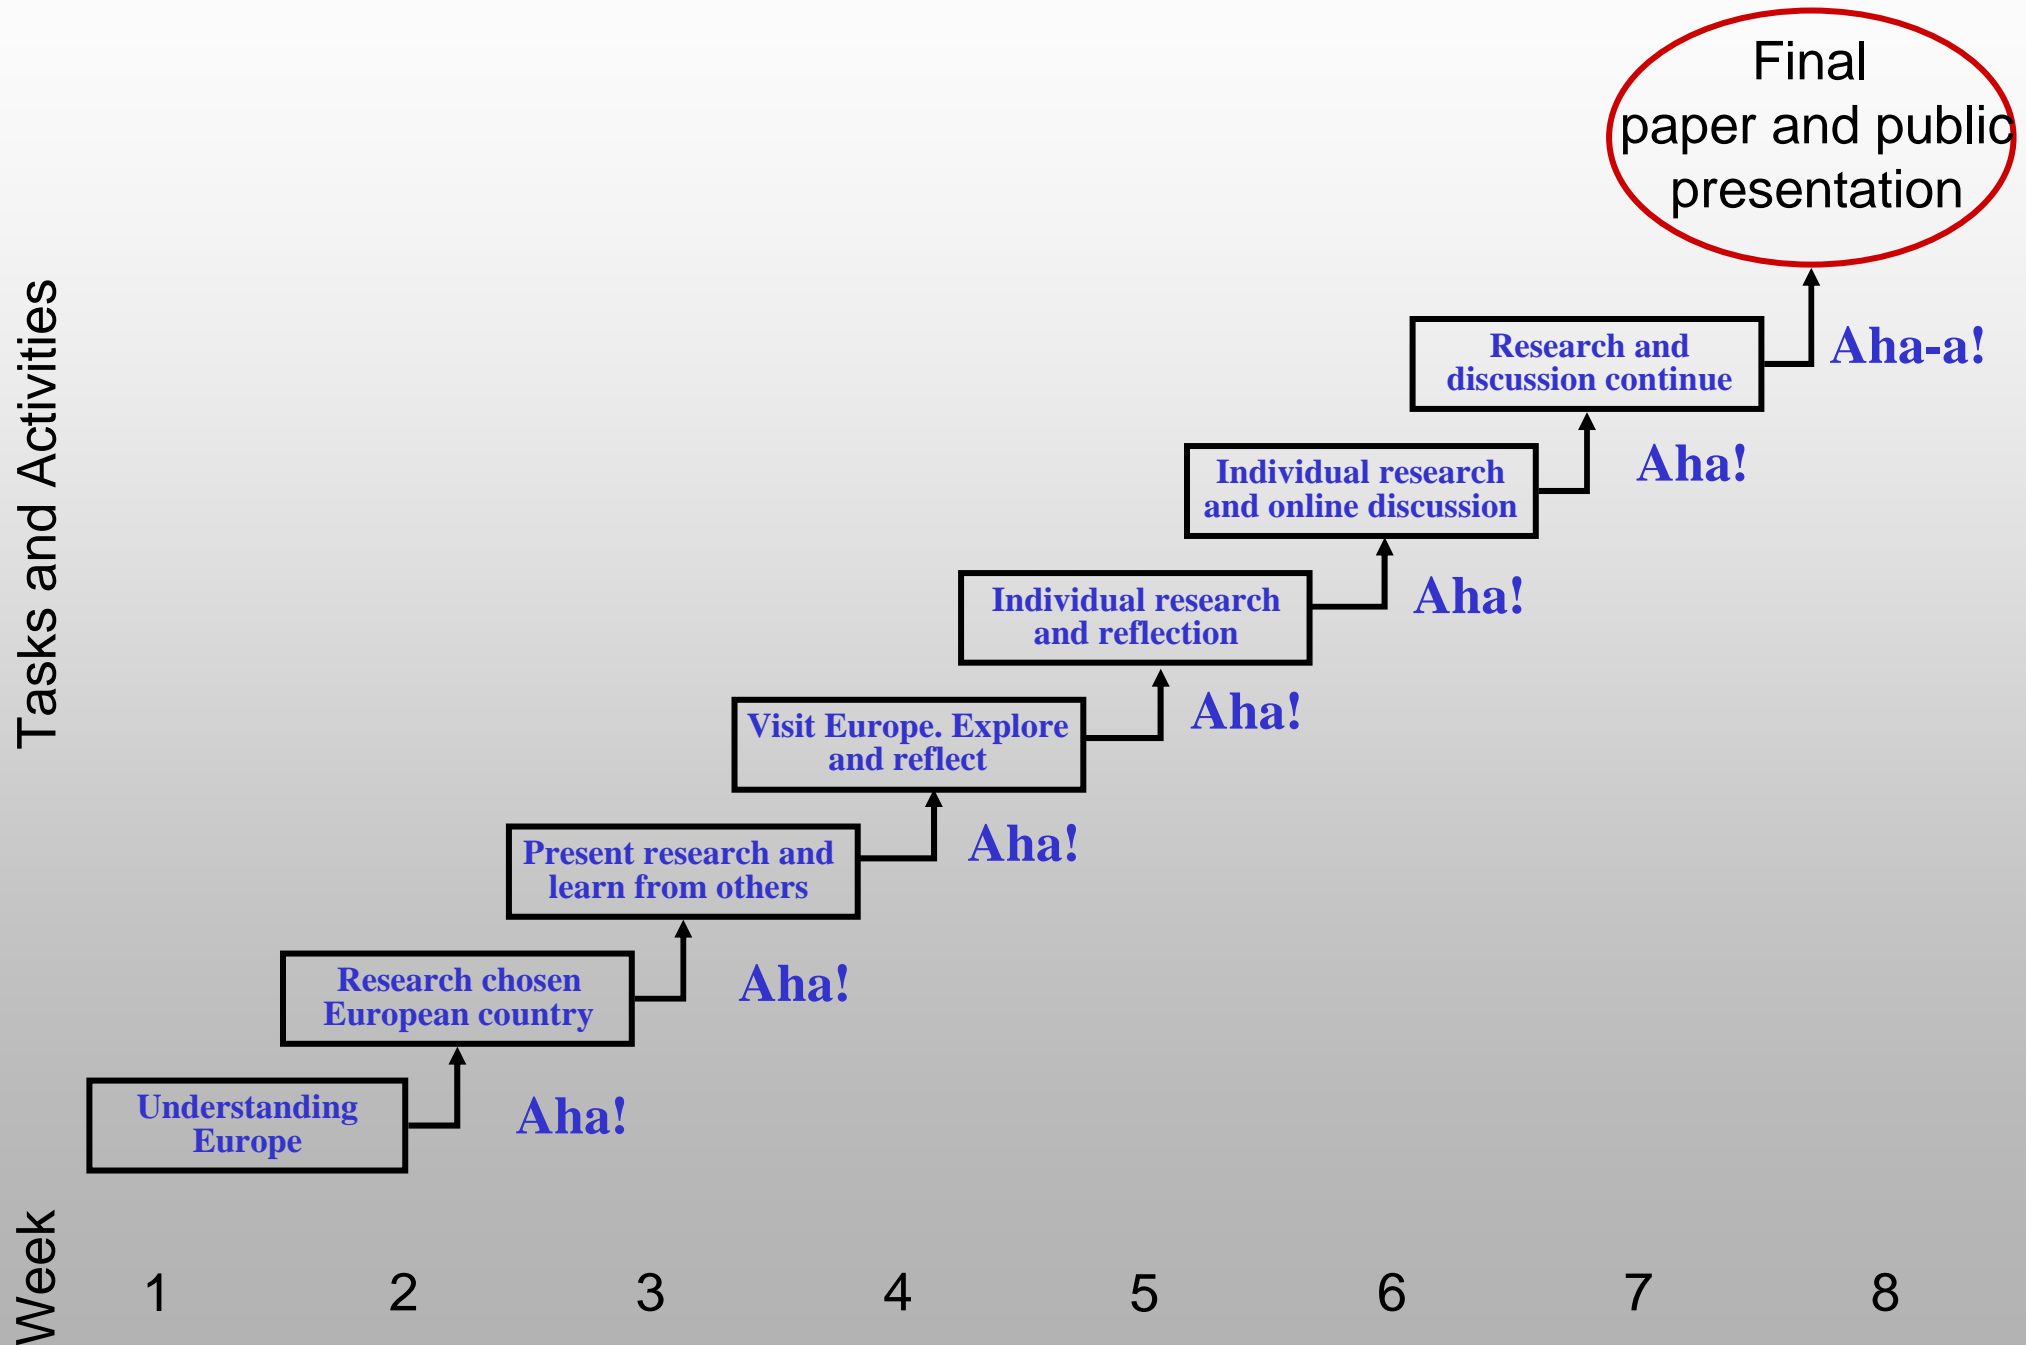 Final
paper and public
presentation
Tasks and Activities
Research and
discussion continue
Aha-a!
Individual research
and online discussion
Aha!
Individual research
and reflection
Aha!
Visit Europe. Explore
and reflect
Aha!
Present research and
learn from others
Aha!
Research chosen
European country
Aha!
Understanding
Europe
Aha!
Week
1 2 3 4 5 6 7 8